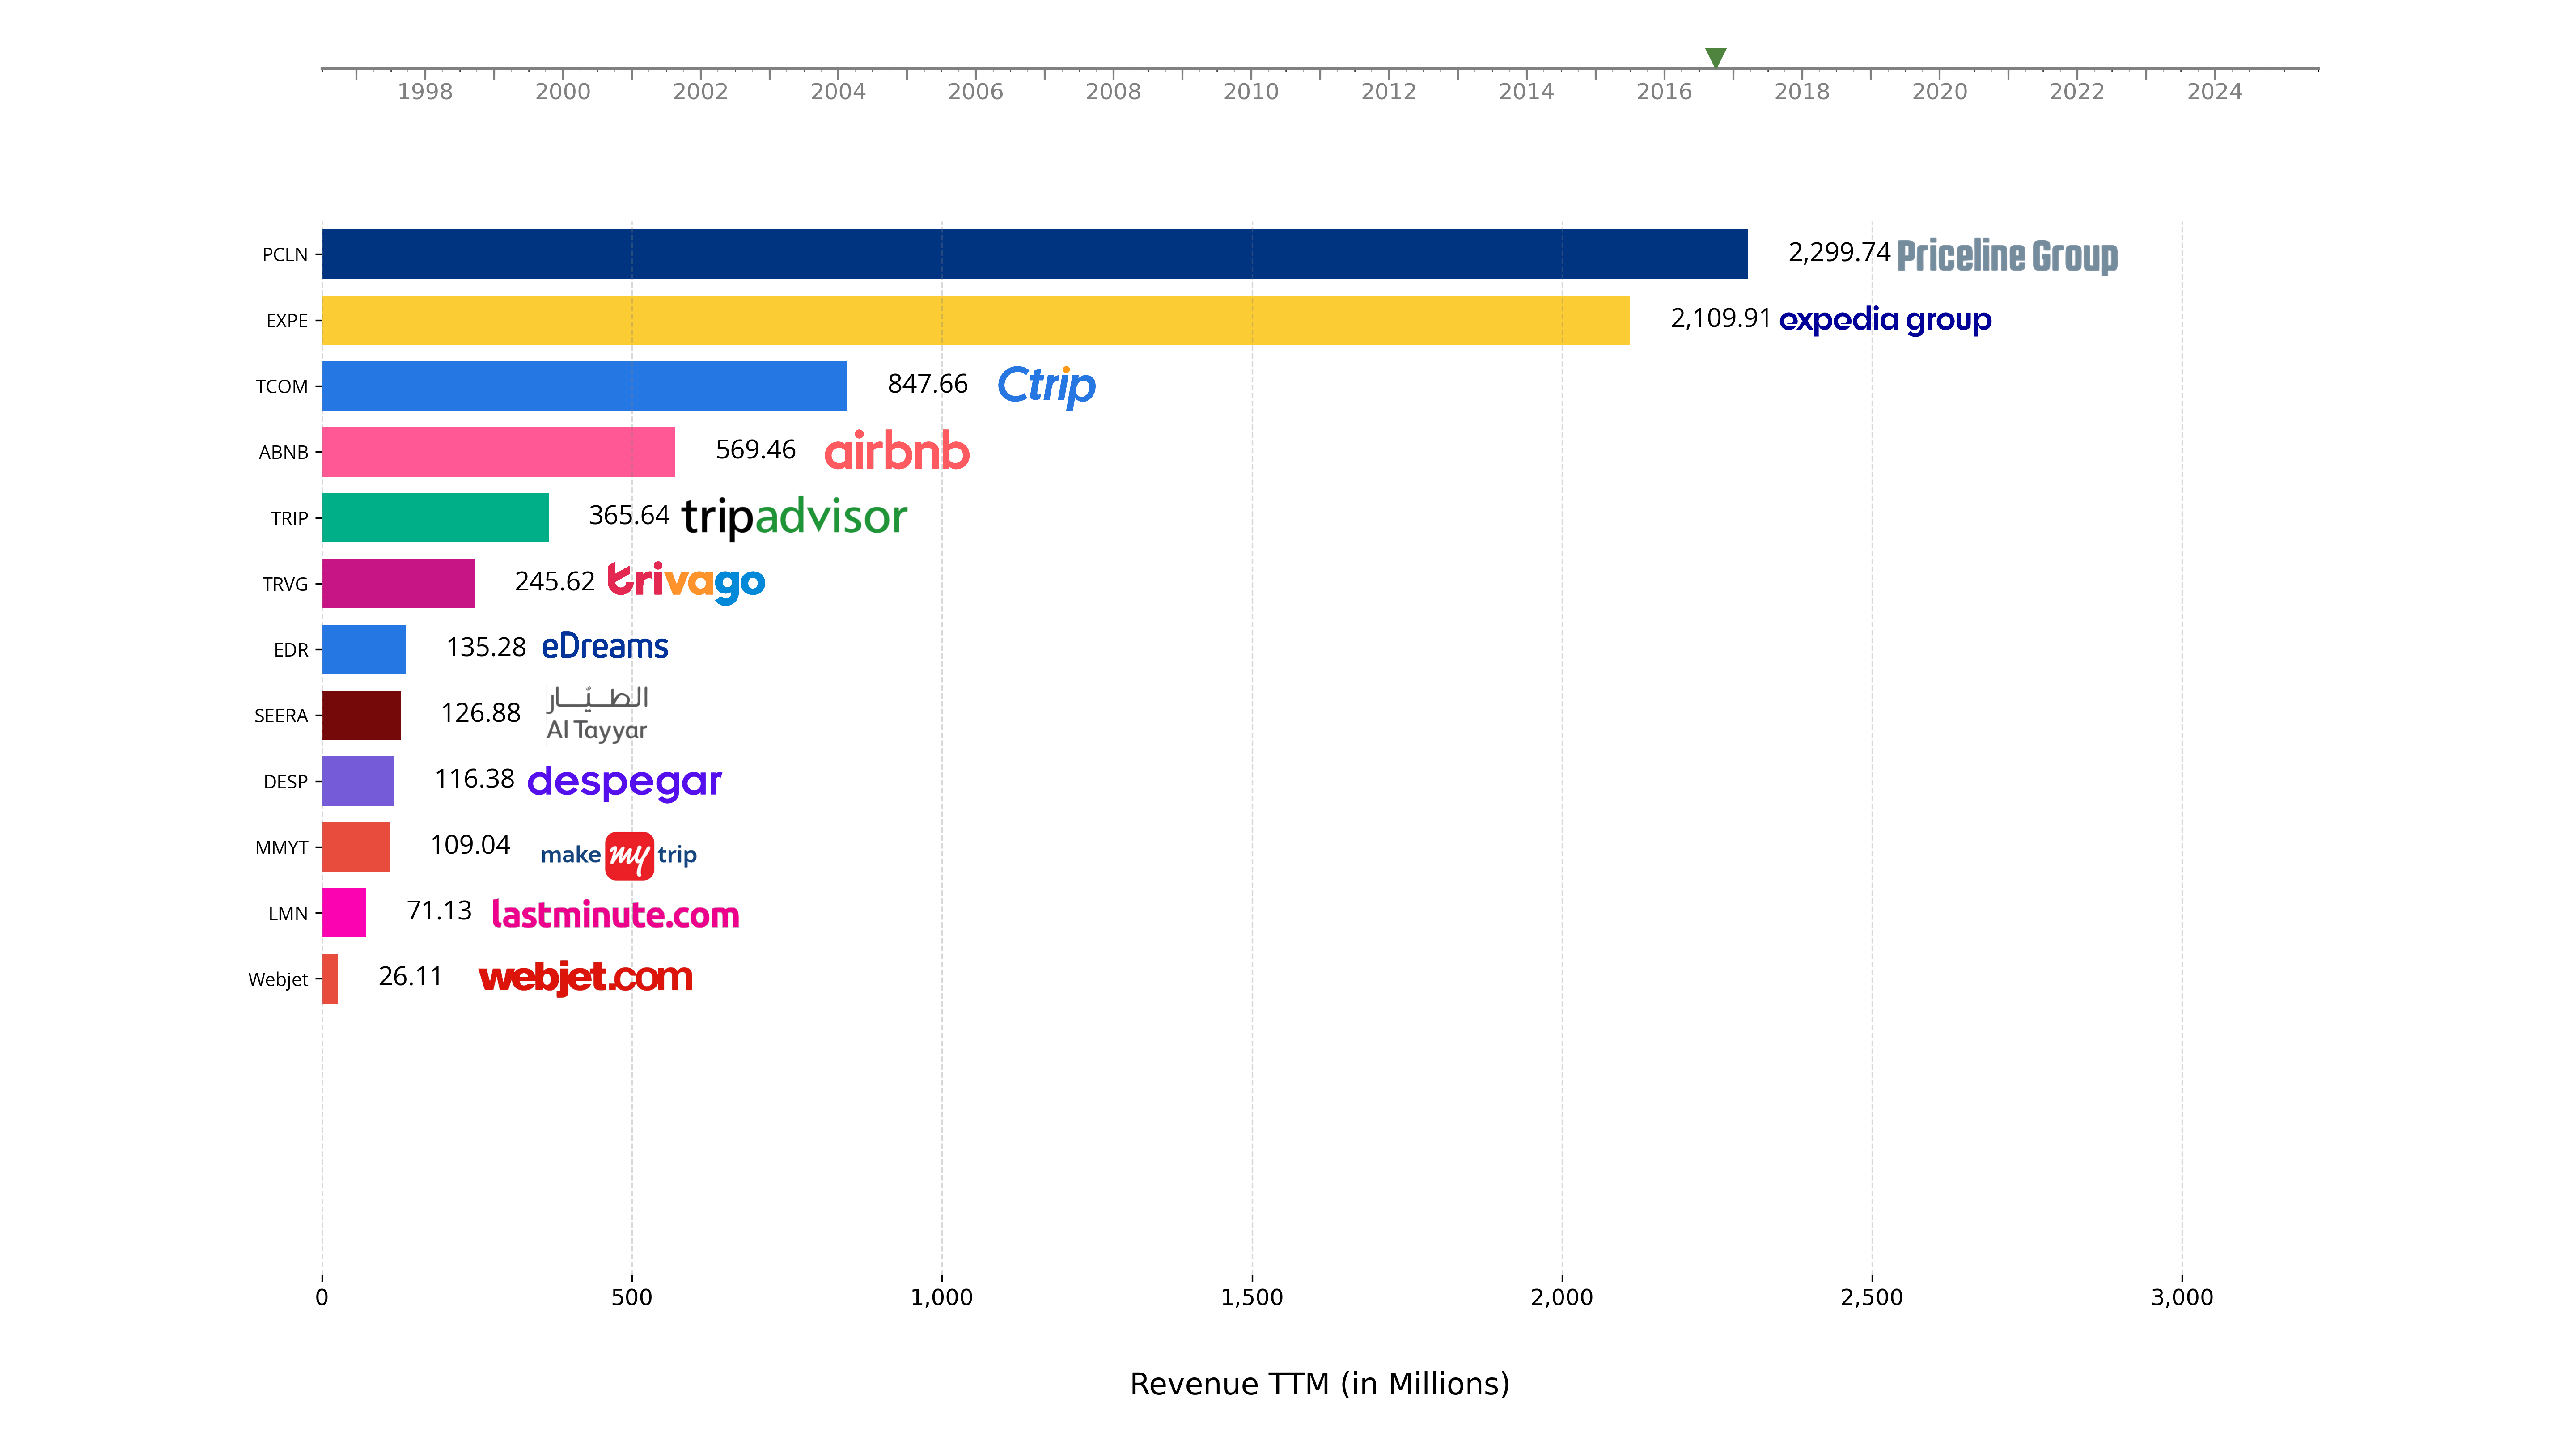 1998 2000 2002 2004 2006 2008 2010 2012 2014 2016 2018 2020 2022 2024
PCLN 2,299.74 Priceline Group
EXPE 2,109.91 expedia group
TCOM 847.66 Ctrip
ABNB 569.46 airbnb
TRIP 365.64 tripadvisor
TRVG 245.62 trivago
EDR 135.28 eDreams
الطيّار
SEERA 126.88 Al Tayyar
DESP 116.38 despegar
MMYT 109.04 make my trip
LMN 71.13 lastminute.com
Webjet 26.11 webjet.com
0 500 1,000 1,500 2,000 2,500 3,000
Revenue TTM (in Millions)